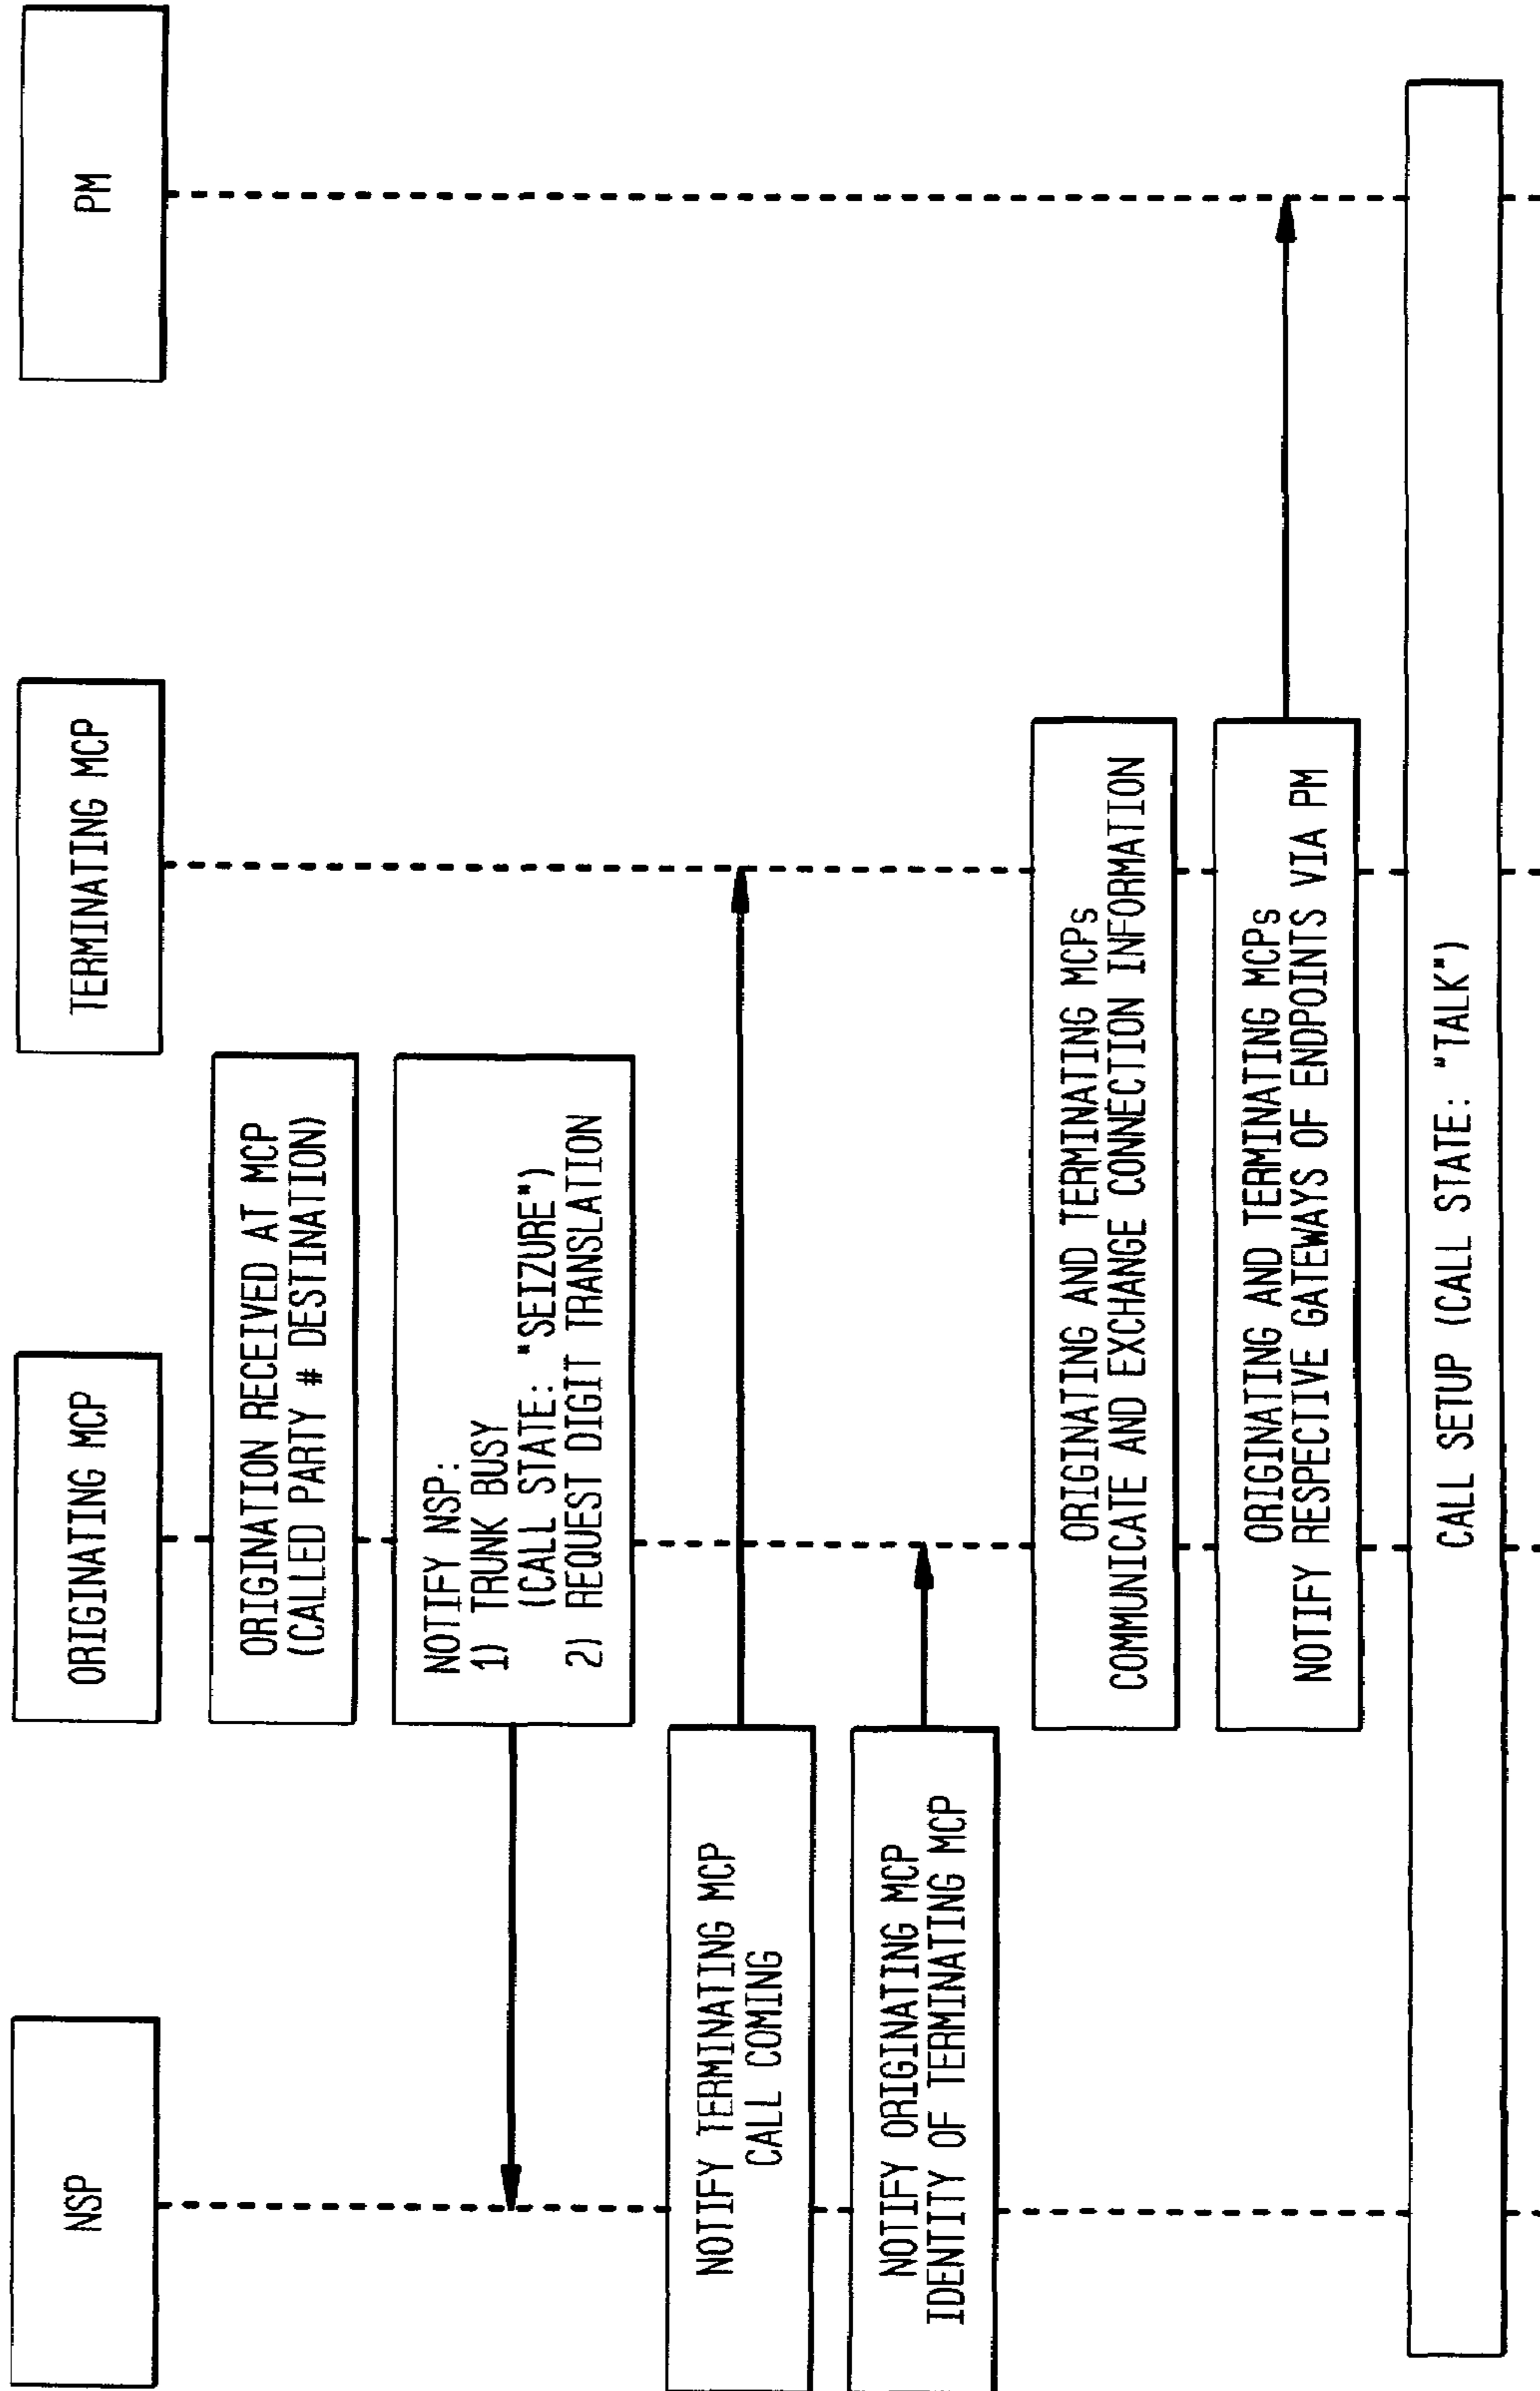 NSP
ORIGINATING MCP
TERMINATING MCP
PM
ORIGINATION RECEIVED AT MCP
(CALLED PARTY # DESTINATION)
NOTIFY NSP:
1) TRUNK BUSY
(CALL STATE: "SEIZURE")
2) REQUEST DIGIT TRANSLATION
NOTIFY TERMINATING MCP
CALL COMING
NOTIFY ORIGINATING MCP
IDENTITY OF TERMINATING MCP
ORIGINATING AND TERMINATING MCPs
COMMUNICATE AND EXCHANGE CONNECTION INFORMATION
ORIGINATING AND TERMINATING MCPs
NOTIFY RESPECTIVE GATEWAYS OF ENDPOINTS VIA PM
CALL SETUP (CALL STATE: "TALK")